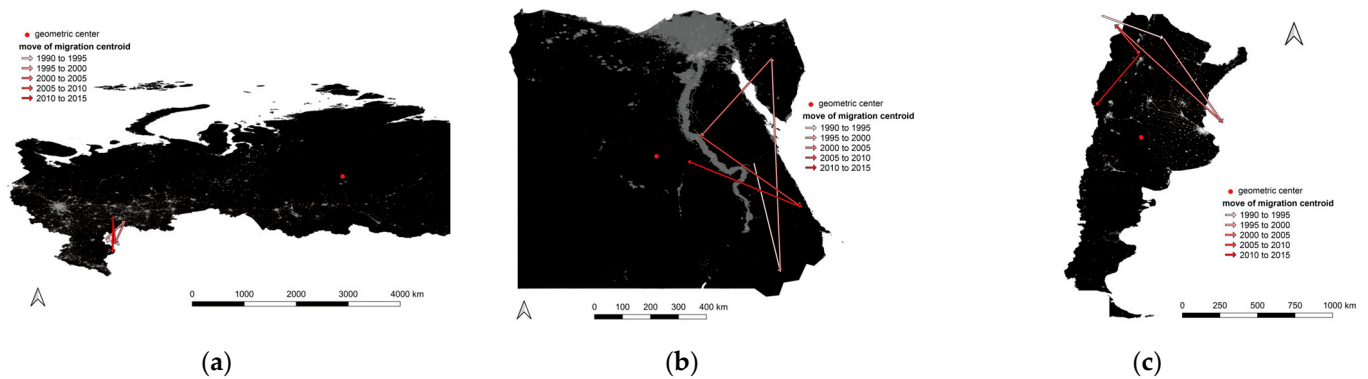 geometric center
move of migration centroid
1990 to 1995
1995 to 2000
2000 to 2005
2005 to 2010
2010 to 2015
0 1000 2000 3000 4000 km
(a)
geometric center
move of migration centroid
1990 to 1995
1995 to 2000
2000 to 2005
2005 to 2010
2010 to 2015
0 100 200 300 400 km
(b)
geometric center
move of migration centroid
1990 to 1995
1995 to 2000
2000 to 2005
2005 to 2010
2010 to 2015
0 250 500 750 1000 km
(c)